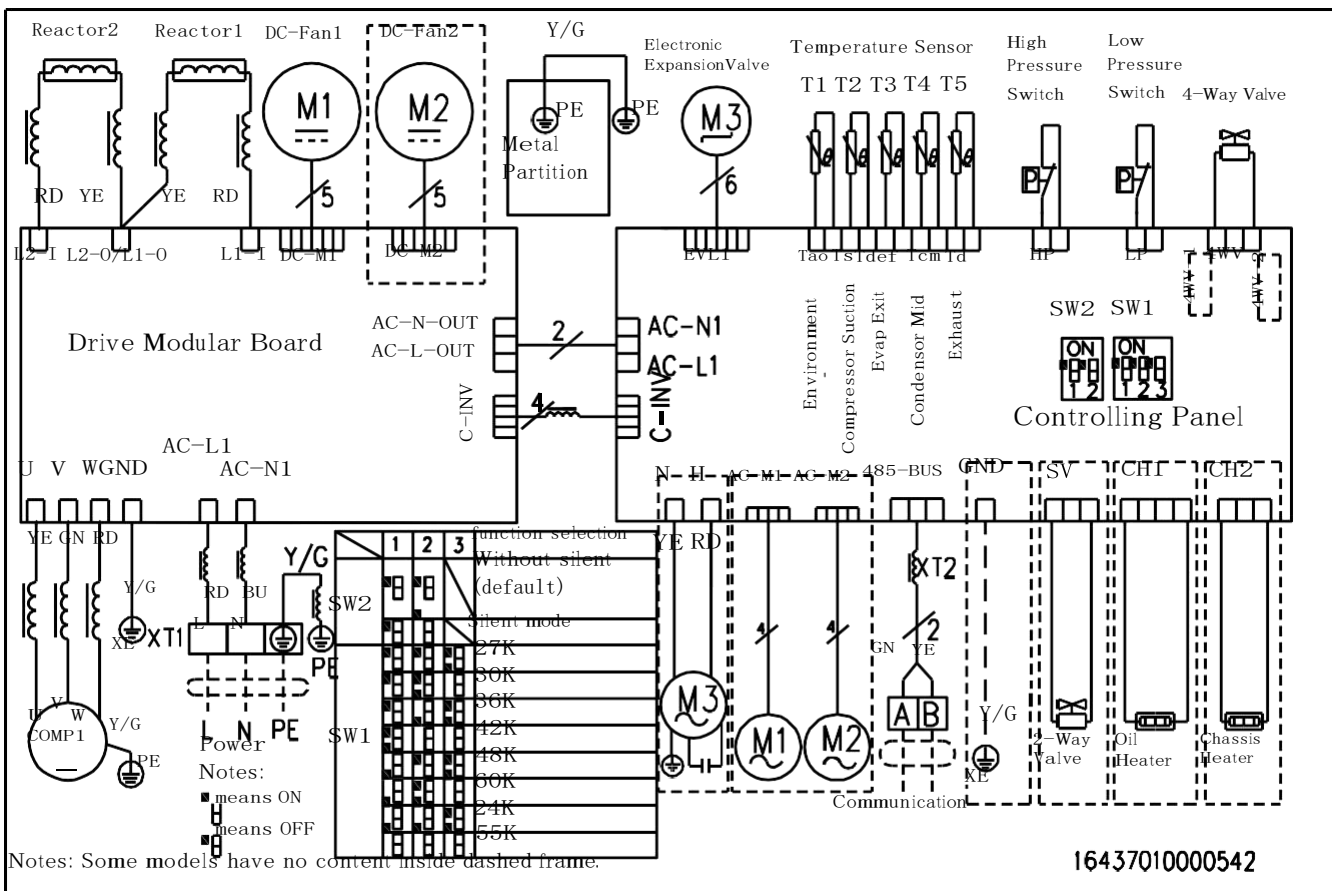 Reactor2 Reactor1 DC-Fan1 DC-Fan2 Y/G
Electronic
ExpansionValve
Temperature Sensor
High
Pressure
Switch
Low
Pressure
Switch
4-Way Valve
T1 T2 T3 T4 T5
M1 M2 M3
PE PE
Metal
Partition
5 5 6
P P
RD YE YE RD
L2-I L2-O/L1-O L1-I DC-M1 DC-M2
EVL1 Tao Ts Tdef Tcm Td HP LP 4WV-1 4WV 4WV-2
Environment
Compressor Suction
Evap Exit
Condensor Mid
Exhaust
Drive Modular Board
AC-N-OUT
AC-L-OUT
2
AC-N1
AC-L1
C-INV
4
C-INV
SW2 SW1
ON ON
1 2 1 2 3
Controlling Panel
AC-L1
AC-N1
U V W GND
N H AC-M1 AC-M2 485-BUS GND SV CH1 CH2
YE GN RD
Y/G
XE
RD BU
Y/G
XT1
L N
PE
L N PE
Power
U V W
COMP1
Y/G
PE
1 2 3 function selection
SW2
Without silent
(default)
Silent mode
SW1
27K
30K
36K
42K
48K
60K
24K
55K
YE RD
M3
4 4
M1 M2
XT2
2
GN YE
A B
Communication
Y/G
XE
2-Way
Valve
Oil
Heater
Chassis
Heater
Notes:
means ON
means OFF
Notes: Some models have no content inside dashed frame.
16437010000542